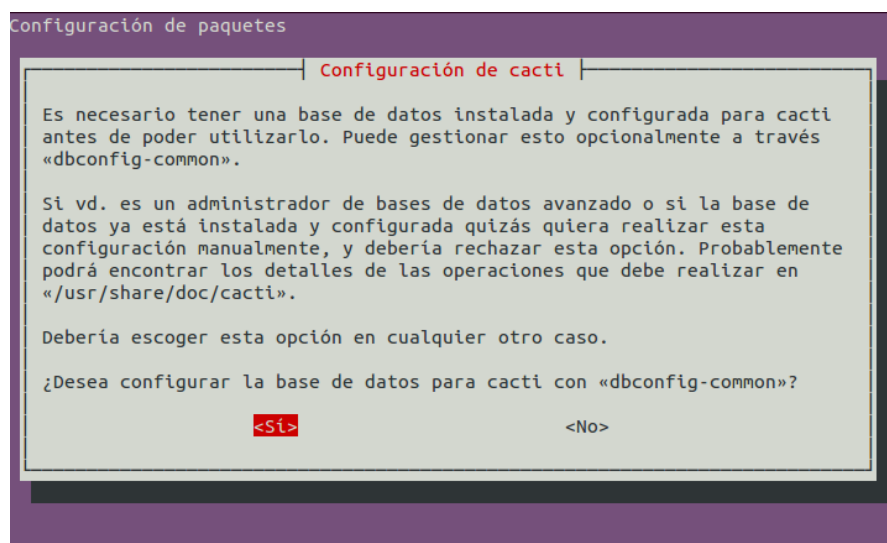 Configuración de paquetes
Configuración de cacti
Es necesario tener una base de datos instalada y configurada para cacti
antes de poder utilizarlo. Puede gestionar esto opcionalmente a través
«dbconfig-common».
Si vd. es un administrador de bases de datos avanzado o si la base de
datos ya está instalada y configurada quizás quiera realizar esta
configuración manualmente, y debería rechazar esta opción. Probablemente
podrá encontrar los detalles de las operaciones que debe realizar en
«/usr/share/doc/cacti».
Debería escoger esta opción en cualquier otro caso.
¿Desea configurar la base de datos para cacti con «dbconfig-common»?
<Sí> <No>